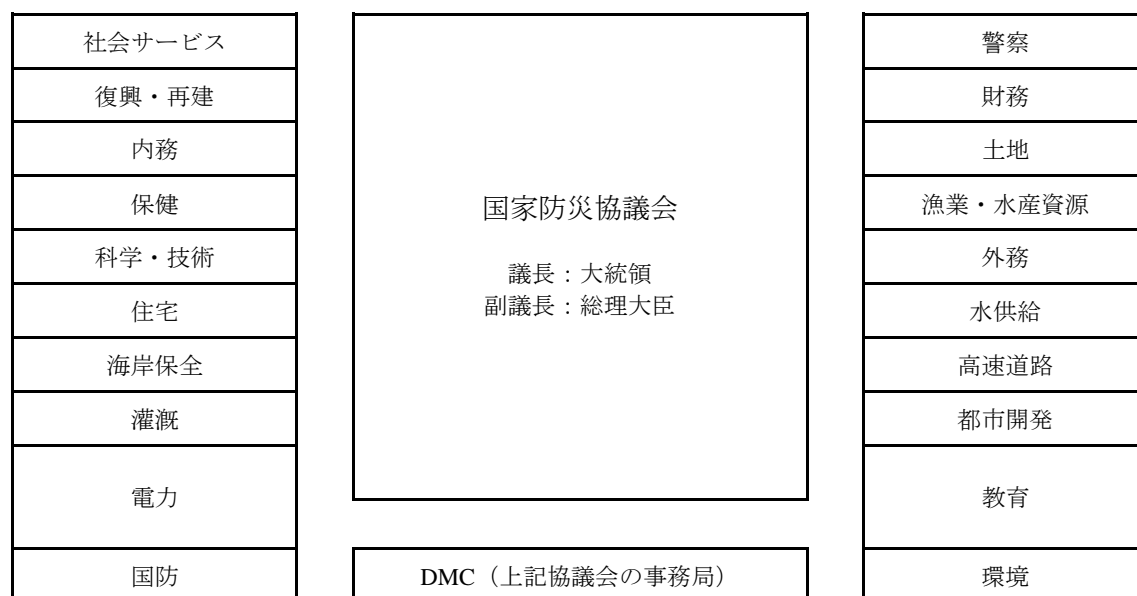 社会サービス
復興・再建
内務
保健
科学・技術
住宅
海岸保全
灌漑
電力
国防
国家防災協議会
議長：大統領
副議長：総理大臣
DMC（上記協議会の事務局）
警察
財務
土地
漁業・水産資源
外務
水供給
高速道路
都市開発
教育
環境